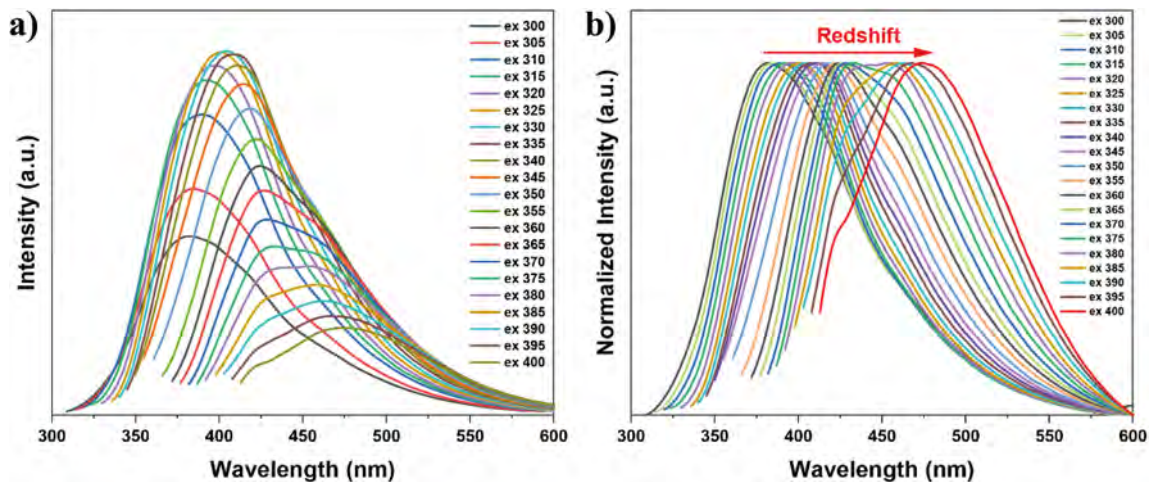 a)
Intensity (a.u.)
ex 300
ex 305
ex 310
ex 315
ex 320
ex 325
ex 330
ex 335
ex 340
ex 345
ex 350
ex 355
ex 360
ex 365
ex 370
ex 375
ex 380
ex 385
ex 390
ex 395
ex 400
300 350 400 450 500 550 600
Wavelength (nm)
b)
Redshift
Normalized Intensity (a.u.)
ex 300
ex 305
ex 310
ex 315
ex 320
ex 325
ex 330
ex 335
ex 340
ex 345
ex 350
ex 355
ex 360
ex 365
ex 370
ex 375
ex 380
ex 385
ex 390
ex 395
ex 400
300 350 400 450 500 550 600
Wavelength (nm)